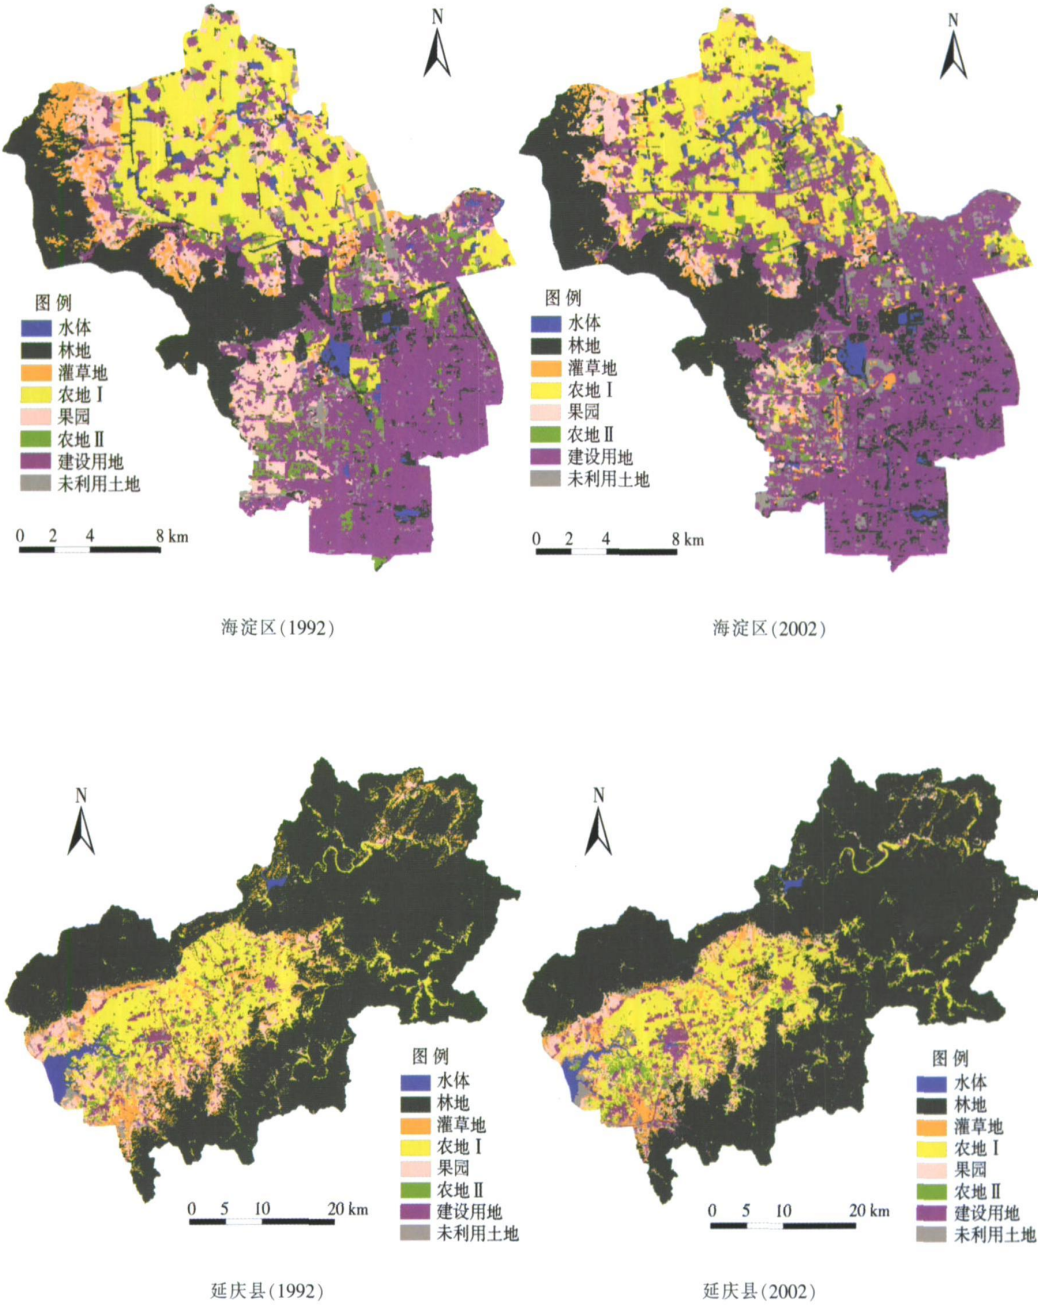 N
N
图例
水体
林地
灌草地
农地Ⅰ
果园
农地Ⅱ
建设用地
未利用土地
0 2 4 8 km
图例
水体
林地
灌草地
农地Ⅰ
果园
农地Ⅱ
建设用地
未利用土地
0 2 4 8 km
海淀区(1992)
海淀区(2002)
N
N
图例
水体
林地
灌草地
农地Ⅰ
果园
农地Ⅱ
建设用地
未利用土地
0 5 10 20 km
图例
水体
林地
灌草地
农地Ⅰ
果园
农地Ⅱ
建设用地
未利用土地
0 5 10 20 km
延庆县(1992)
延庆县(2002)